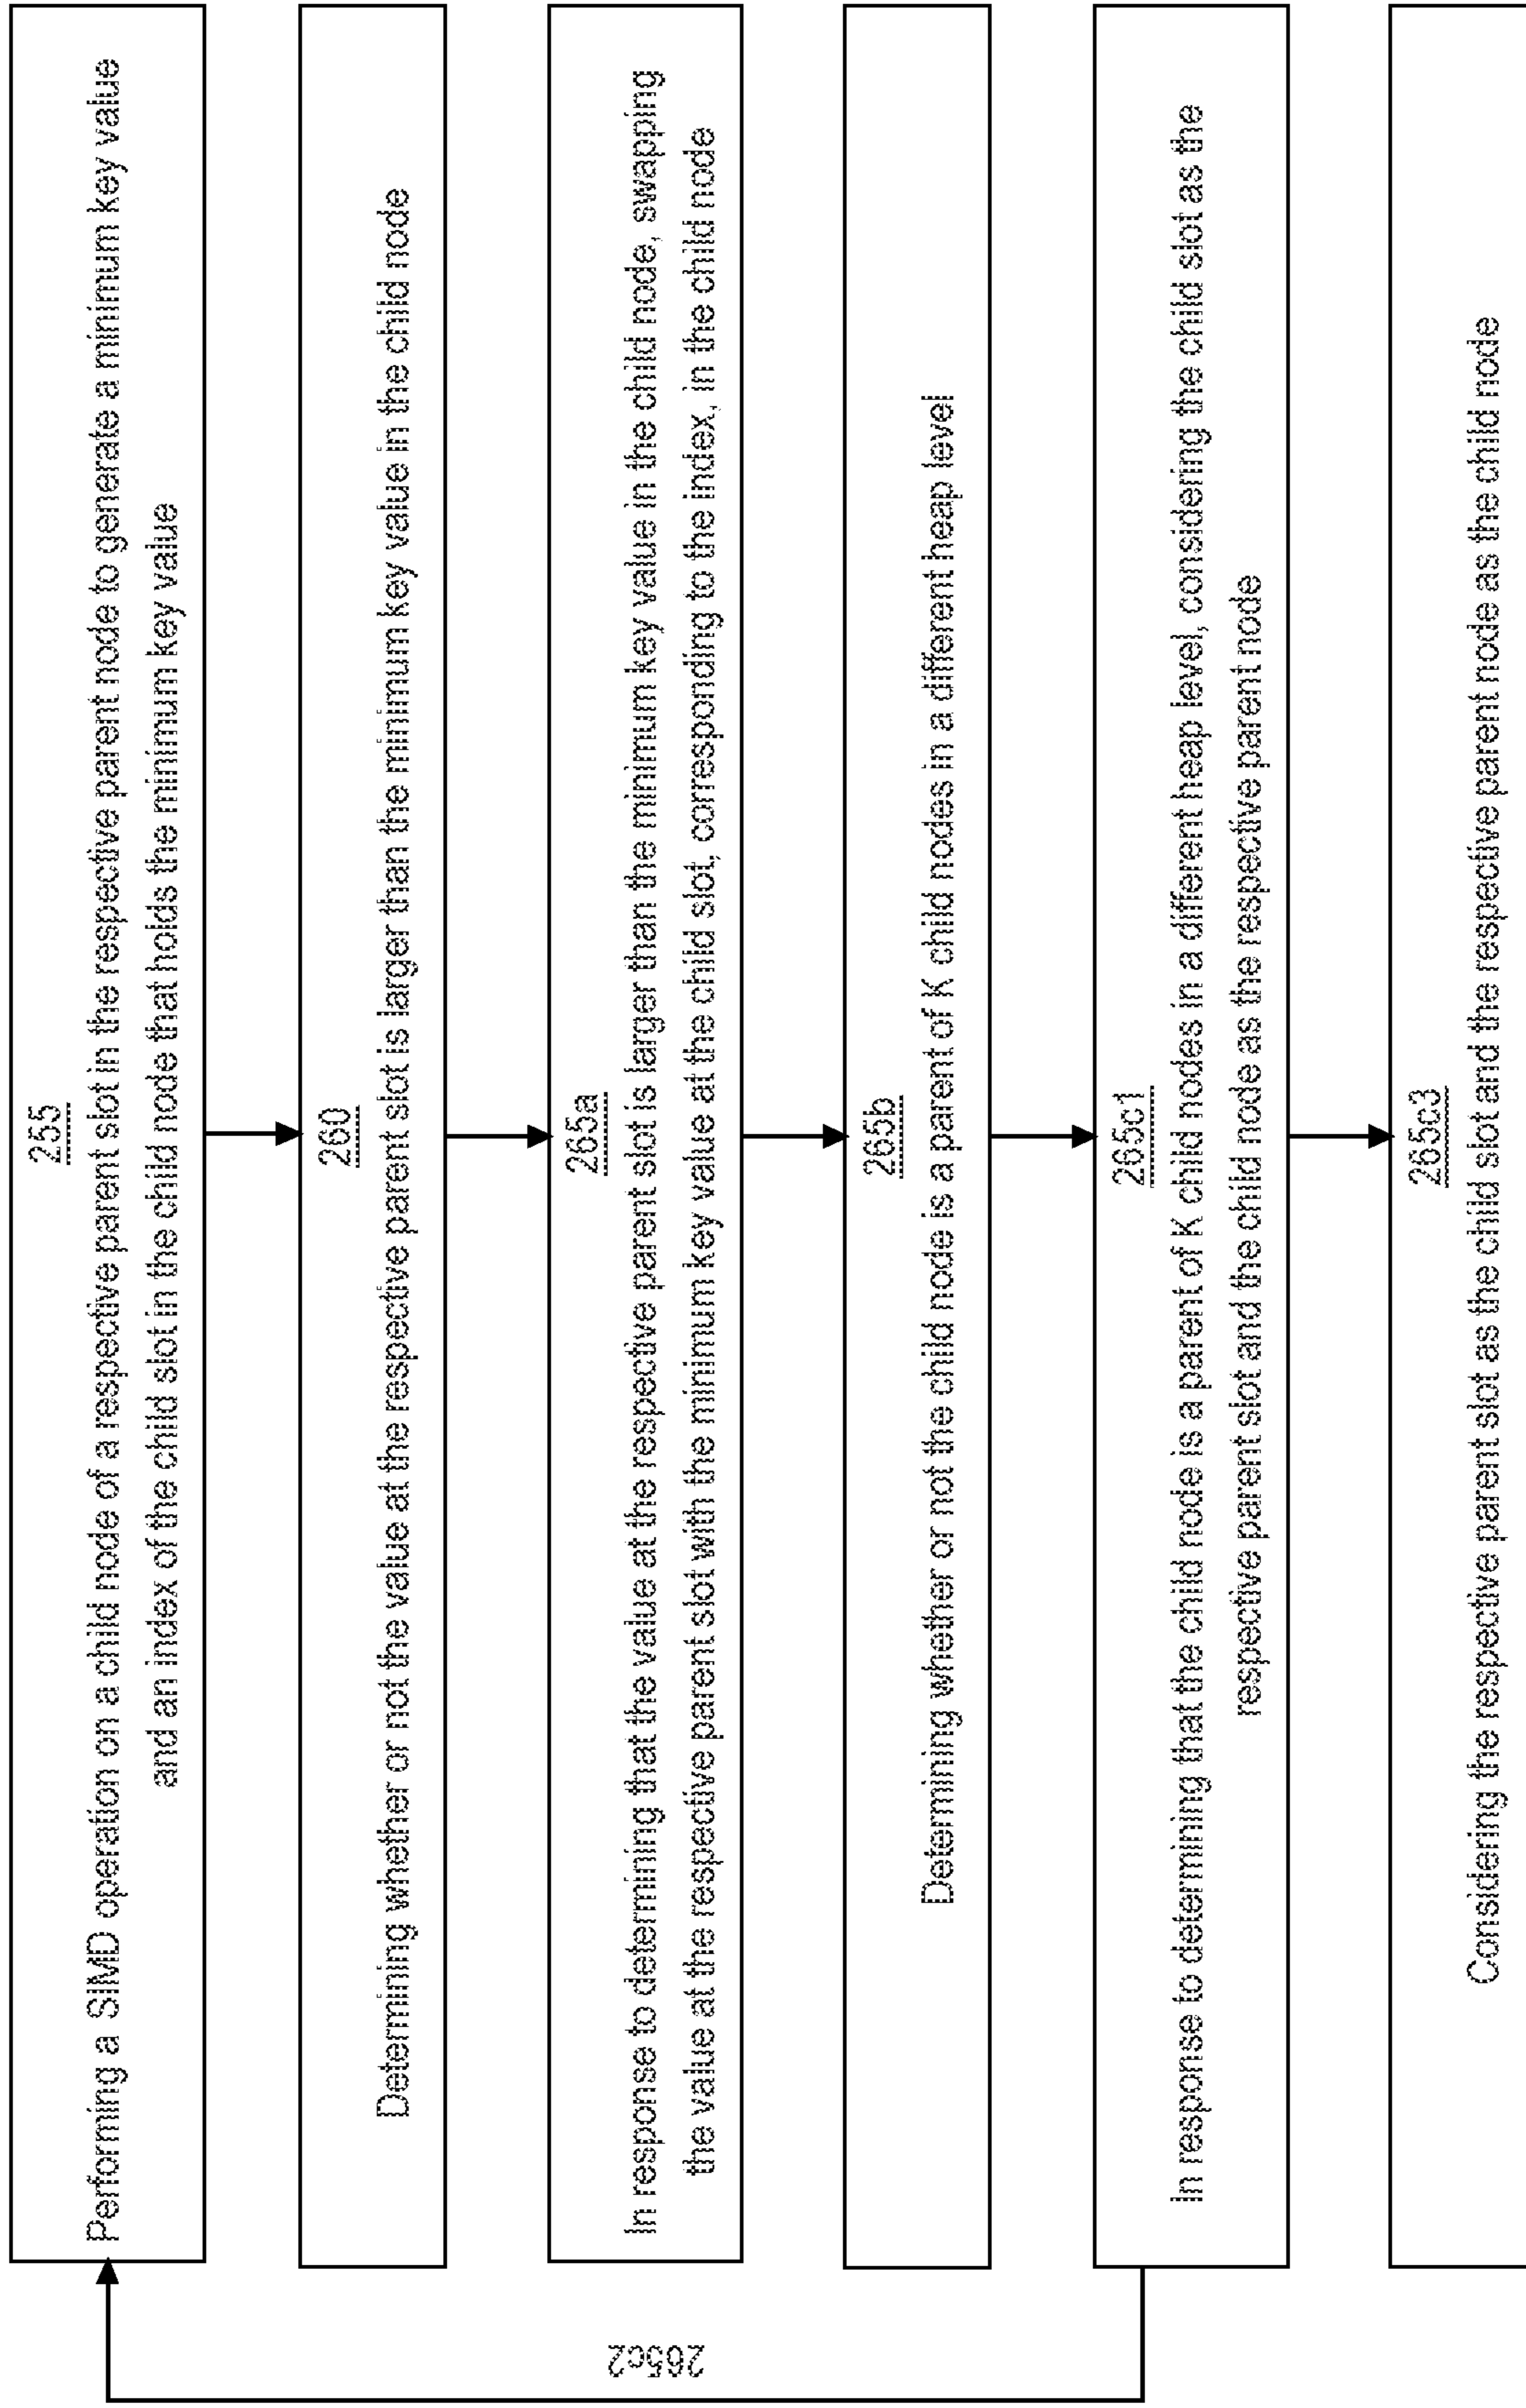 255
Performing a SIMD operation on a child node of a respective parent slot in the respective parent node to generate a minimum key value
and an index of the child slot in the child node that holds the minimum key value
260
Determining whether or not the value at the respective parent slot is larger than the minimum key value in the child node
265a
In response to determining that the value at the respective parent slot is larger than the minimum key value in the child node, swapping
the value at the respective parent slot with the minimum key value at the child slot, corresponding to the index, in the child node
265b
Determining whether or not the child node is a parent of K child nodes in a different heap level
265c1
In response to determining that the child node is a parent of K child nodes in a different heap level, considering the child slot as the
respective parent slot and the child node as the respective parent node
265c2
265c3
Considering the respective parent slot as the child slot and the respective parent node as the child node